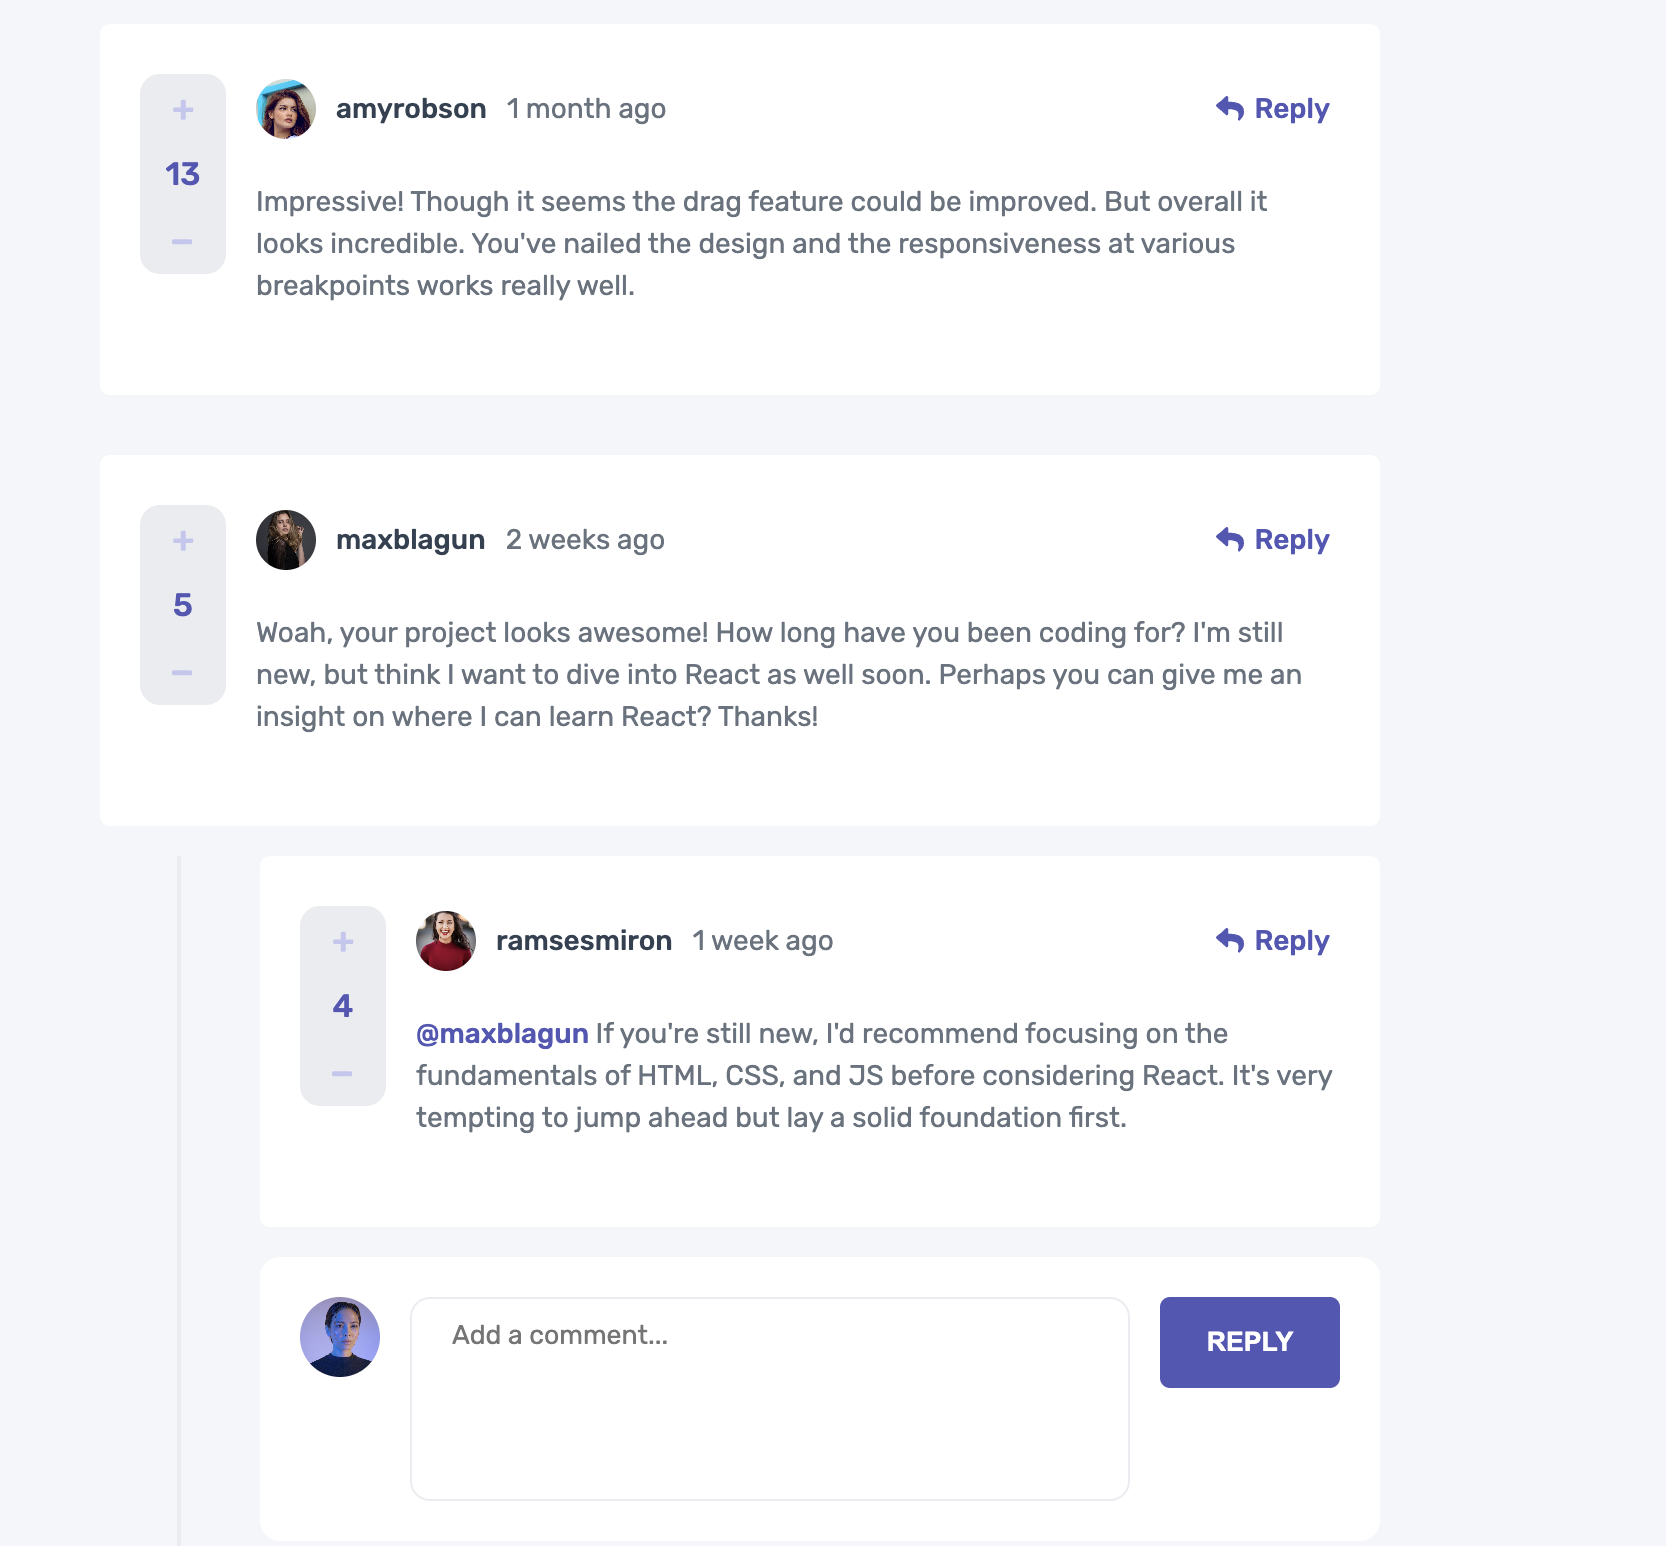 +
amyrobson 1 month ago Reply
13
−
Impressive! Though it seems the drag feature could be improved. But overall it
looks incredible. You've nailed the design and the responsiveness at various
breakpoints works really well.
+
maxblagun 2 weeks ago Reply
5
−
Woah, your project looks awesome! How long have you been coding for? I'm still
new, but think I want to dive into React as well soon. Perhaps you can give me an
insight on where I can learn React? Thanks!
+
ramsesmiron 1 week ago Reply
4
−
@maxblagun If you're still new, I'd recommend focusing on the
fundamentals of HTML, CSS, and JS before considering React. It's very
tempting to jump ahead but lay a solid foundation first.
Add a comment...
REPLY